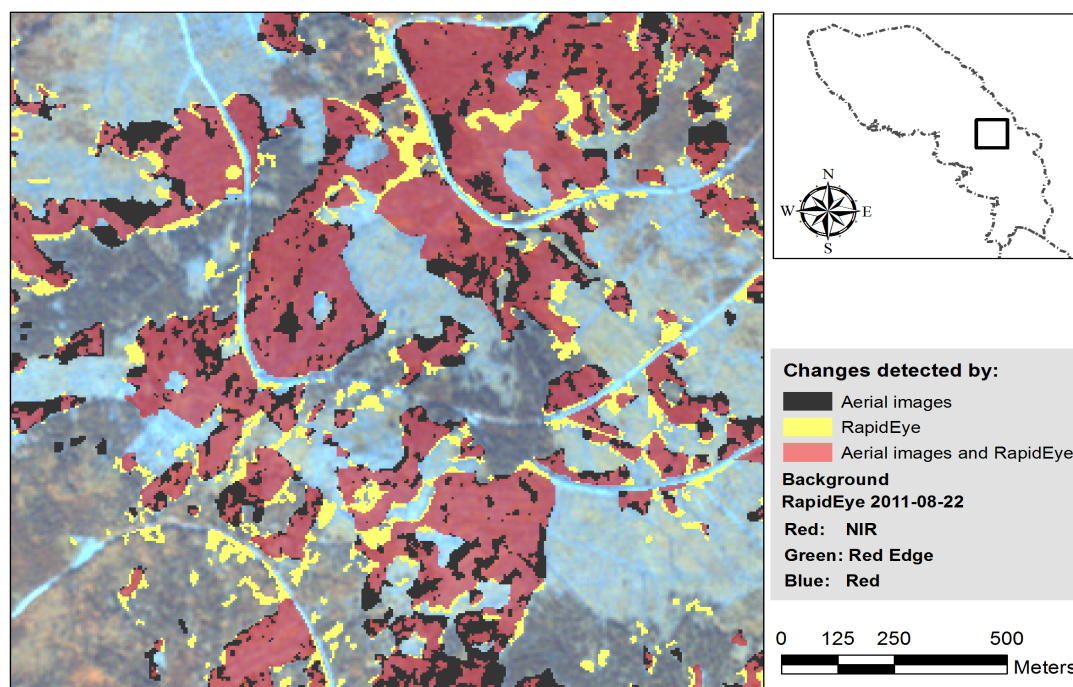 N
W E
S
Changes detected by:
Aerial images
RapidEye
Aerial images and RapidEye
Background
RapidEye 2011-08-22
Red: NIR
Green: Red Edge
Blue: Red
0 125 250 500
Meters